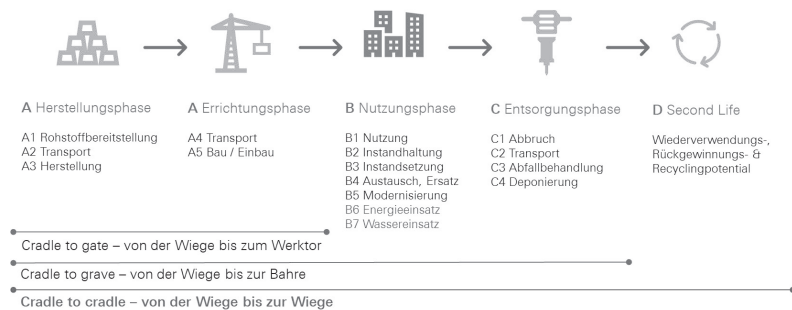 A Herstellungsphase
A1 Rohstoffbereitstellung
A2 Transport
A3 Herstellung
A Errichtungsphase
A4 Transport
A5 Bau / Einbau
B Nutzungsphase
B1 Nutzung
B2 Instandhaltung
B3 Instandsetzung
B4 Austausch, Ersatz
B5 Modernisierung
B6 Energieeinsatz
B7 Wassereinsatz
C Entsorgungsphase
C1 Abbruch
C2 Transport
C3 Abfallbehandlung
C4 Deponierung
D Second Life
Wiederverwendungs-,
Rückgewinnungs- &
Recyclingpotential
Cradle to gate – von der Wiege bis zum Werktor
Cradle to grave – von der Wiege bis zur Bahre
Cradle to cradle – von der Wiege bis zur Wiege